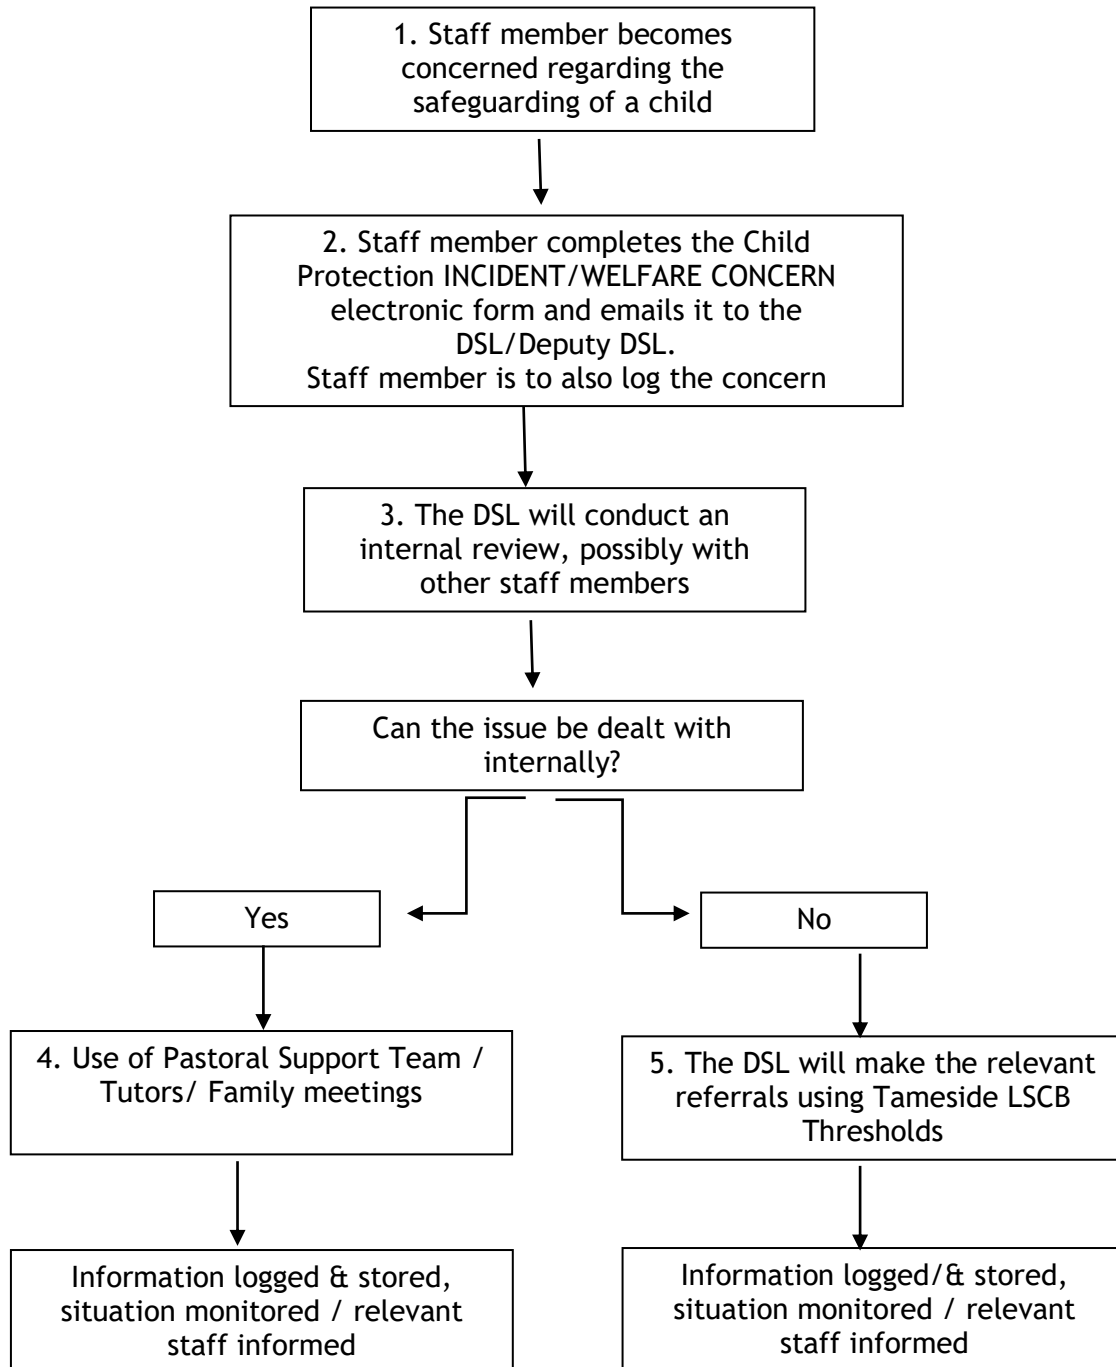 1. Staff member becomes
concerned regarding the
safeguarding of a child
2. Staff member completes the Child
Protection INCIDENT/WELFARE CONCERN
electronic form and emails it to the
DSL/Deputy DSL.
Staff member is to also log the concern
3. The DSL will conduct an
internal review, possibly with
other staff members
Can the issue be dealt with
internally?
Yes
No
4. Use of Pastoral Support Team /
Tutors/ Family meetings
5. The DSL will make the relevant
referrals using Tameside LSCB
Thresholds
Information logged & stored,
situation monitored / relevant
staff informed
Information logged/& stored,
situation monitored / relevant
staff informed